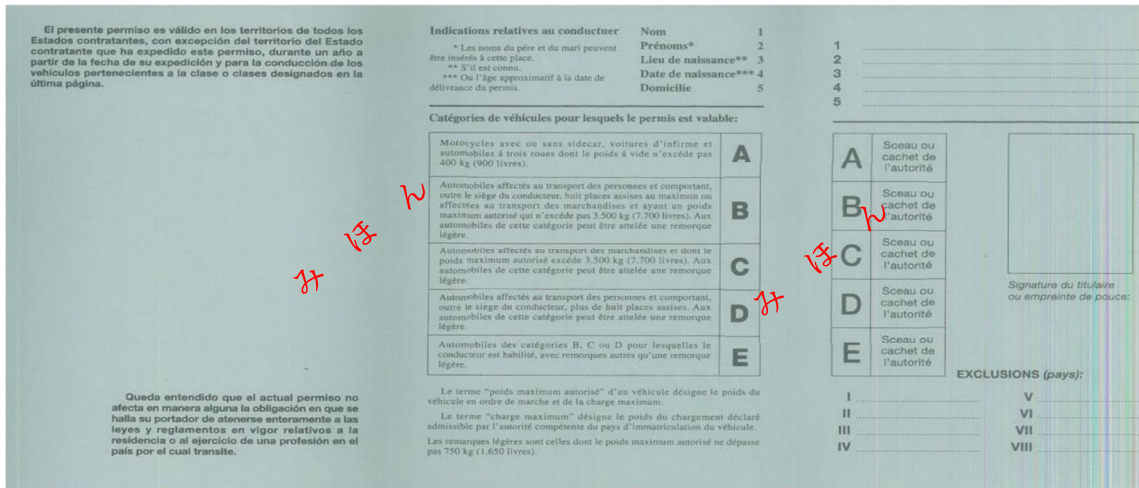 El presente permiso es válido en los territorios de todos los
Estados contratantes, con excepción del territorio del Estado
contratante que ha expedido este permiso, durante un año a
partir de la fecha de su expedición y para la conducción de los
vehículos pertenecientes a la clase o clases designados en la
última página.
Queda entendido que el actual permiso no
afecta en manera alguna la obligación en que se
halla su portador de atenerse enteramente a las
leyes y reglamentos en vigor relativos a la
residencia o al ejercicio de una profesión en el
país por el cual transite.
みほん
Indications relatives au conductuer
* Les noms du père et du mari peuvent
être insérés à cette place.
** S'il est connu.
*** Ou l'âge approximatif à la date de
délivrance du permis.
Nom 1
Prénoms* 2
Lieu de naissance** 3
Date de naissance*** 4
Domicilie 5
Catégories de véhicules pour lesquels le permis est valable:
Motocycles avec ou sans sidecar, voitures d'infirme et
automobiles à trois roues dont le poids á vide n'excéde pas
400 kg (900 livres).
A
Automobiles affectés au transport des personnes et comportant,
outre le siège du conducteur, huit places assises au maximun ou
affectées au transport des marchandises et ayant un poids
maximum autorisé qui n'excéde pas 3.500 kg (7.700 livres). Aux
automobiles de cette catégorie peut être attelée une remorque
légère.
B
Automobiles affectés au transport des marchandises et dont le
poids maximum autorisé excéde 3.500 kg (7.700 livres). Aux
automobiles de cette catégorie peut être attelée une remorque
légère.
C
Automobiles affectés au transport des personnes et comportant,
outre le siege du conducteur, plus de huit places assises. Aux
automobiles de cette catégorie peut être attelée une remorque
légère.
D
Automobiles des catégories B, C ou D pour lesquelles le
conducteur est habilité, avec remorques autres qu'une remorque
légère.
E
Le terme "poids maximum autorisé" d'un véhicule désigne le poids du
véhicule en ordre de marche et de la charge maximum.
Le terme "charge maximum" désigne le poids du chargement déclaré
admissible par l'autorité compétente du pays d'immatriculation du véhicule.
Les remarques légères sont celles dont le poids maximum autorisé ne dépasse
pas 750 kg (1.650 livres).
1
2
3
4
5
A Sceau ou
cachet de
l'autorité
B Sceau ou
cachet de
l'autorité
C Sceau ou
cachet de
l'autorité
D Sceau ou
cachet de
l'autorité
E Sceau ou
cachet de
l'autorité
みほん
Signature du titulaire
ou empreinte de pouce:
EXCLUSIONS (pays):
I V
II VI
III VII
IV VIII